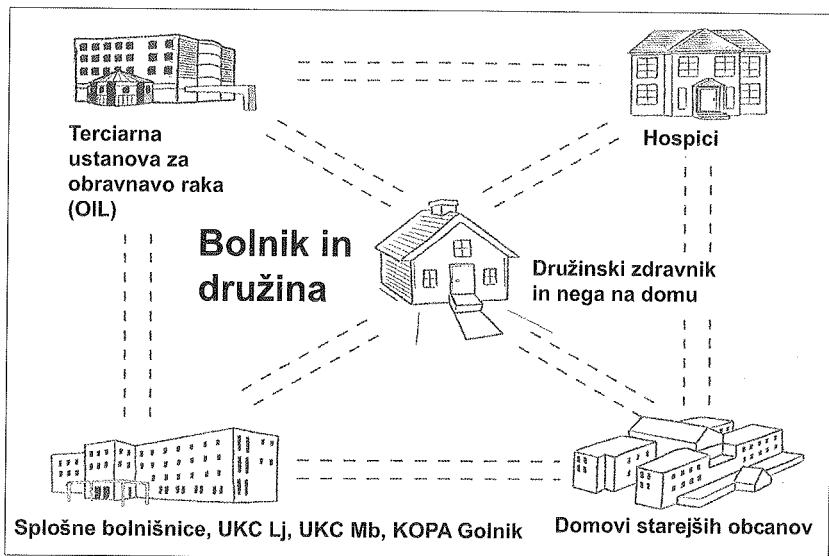 Terciarna
ustanova za
obravnavo raka
(OIL)
Hospici
Bolnik in
družina
Družinski zdravnik
in nega na domu
Splošne bolnišnice, UKC Lj, UKC Mb, KOPA Golnik
Domovi starejših obcanov